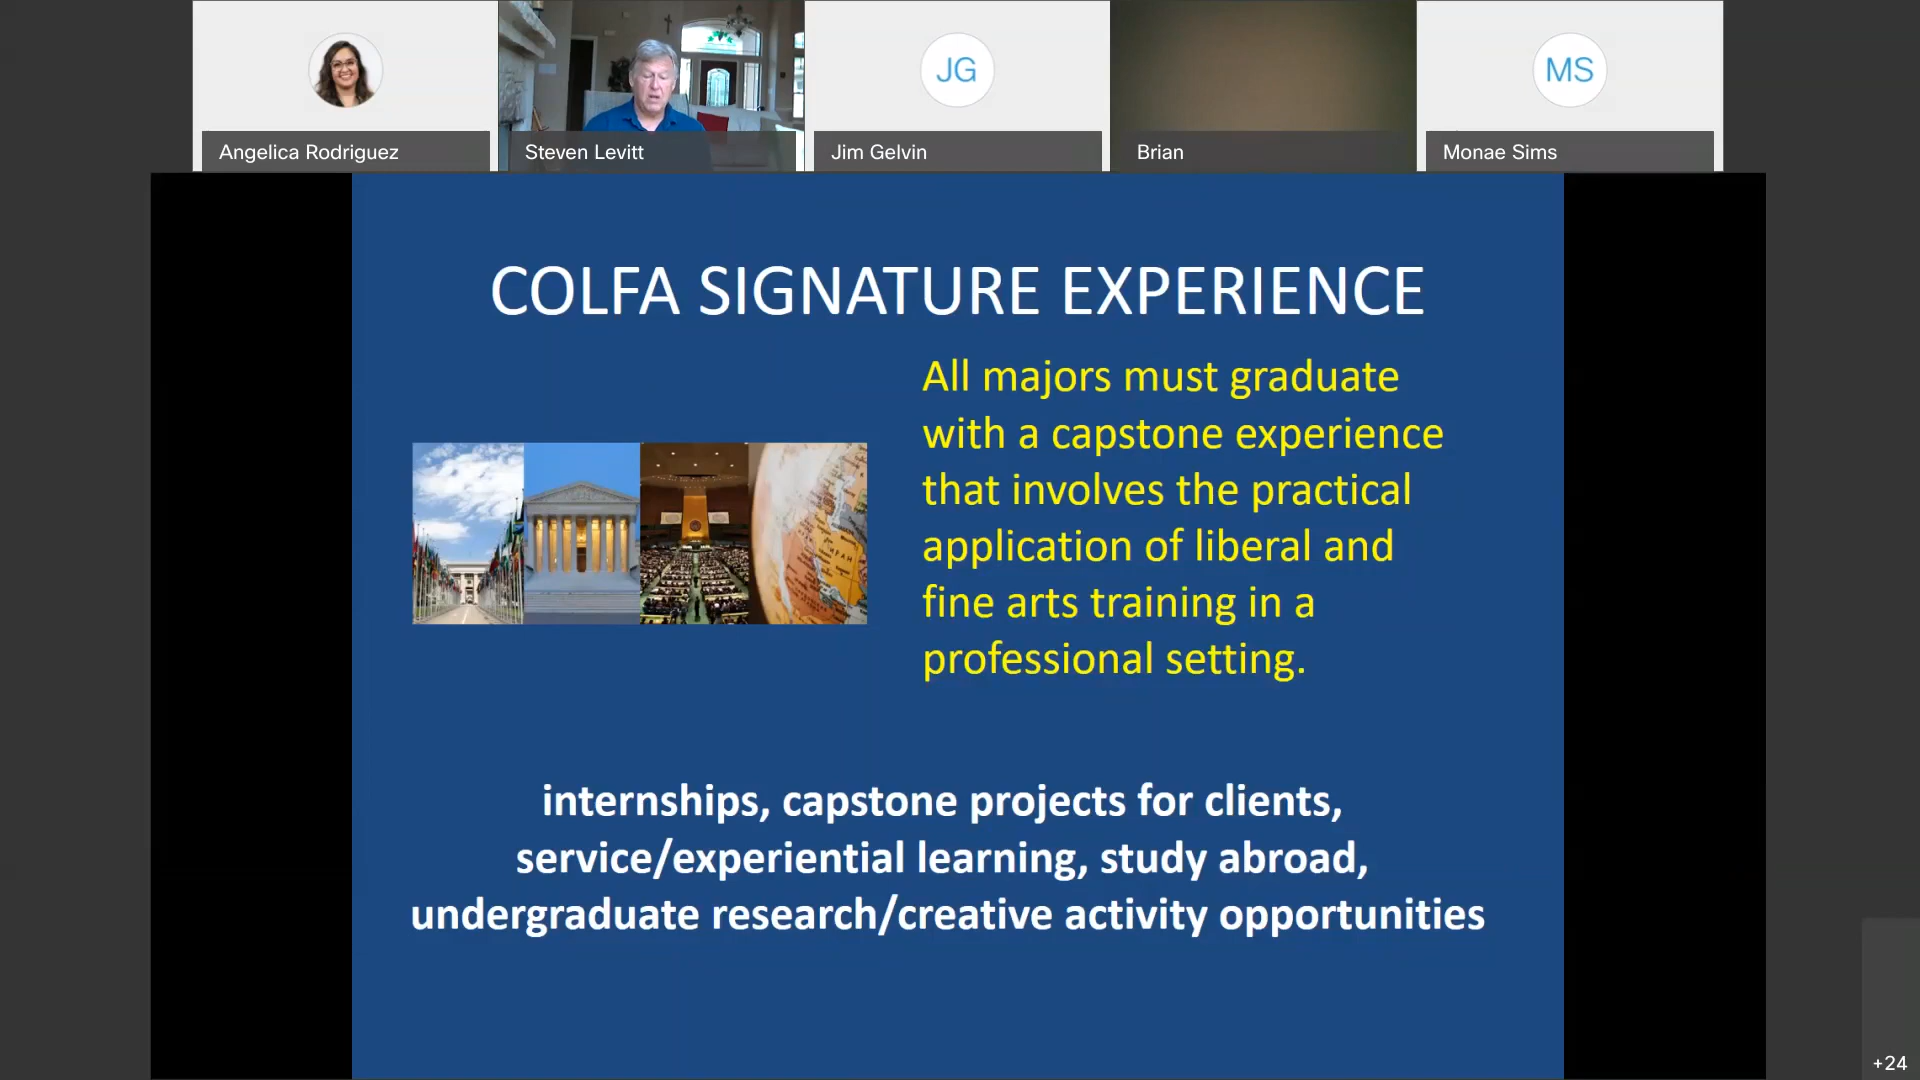 JG
MS
Angelica Rodriguez
Steven Levitt
Jim Gelvin
Brian
Monae Sims
COLFA SIGNATURE EXPERIENCE
All majors must graduate
with a capstone experience
that involves the practical
application of liberal and
fine arts training in a
professional setting.
internships, capstone projects for clients,
service/experiential learning, study abroad,
undergraduate research/creative activity opportunities
+24